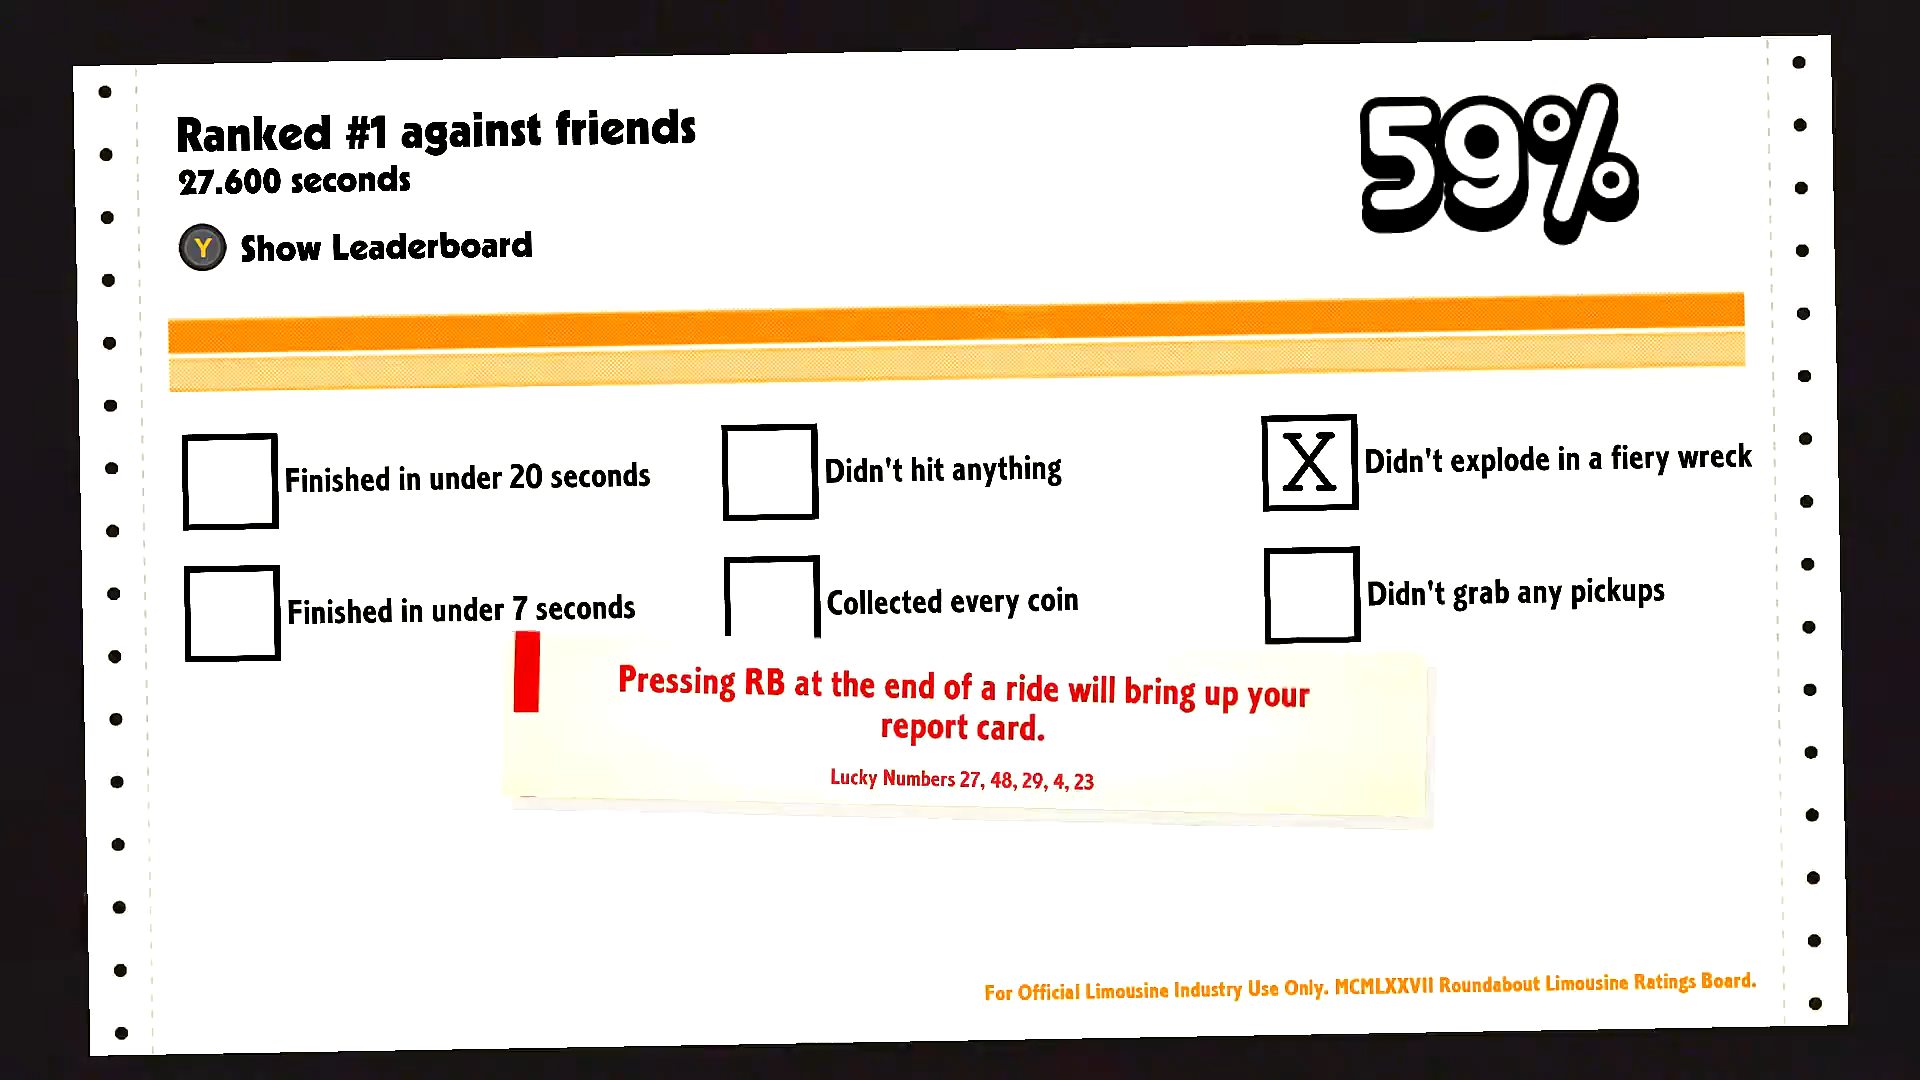 Ranked #1 against friends
27.600 seconds
59%
Y Show Leaderboard
Finished in under 20 seconds
Didn't hit anything
X Didn't explode in a fiery wreck
Finished in under 7 seconds
Collected every coin
Didn't grab any pickups
Pressing RB at the end of a ride will bring up your
report card.
Lucky Numbers 27, 48, 29, 4, 23
For Official Limousine Industry Use Only. MCMLXXVII Roundabout Limousine Ratings Board.